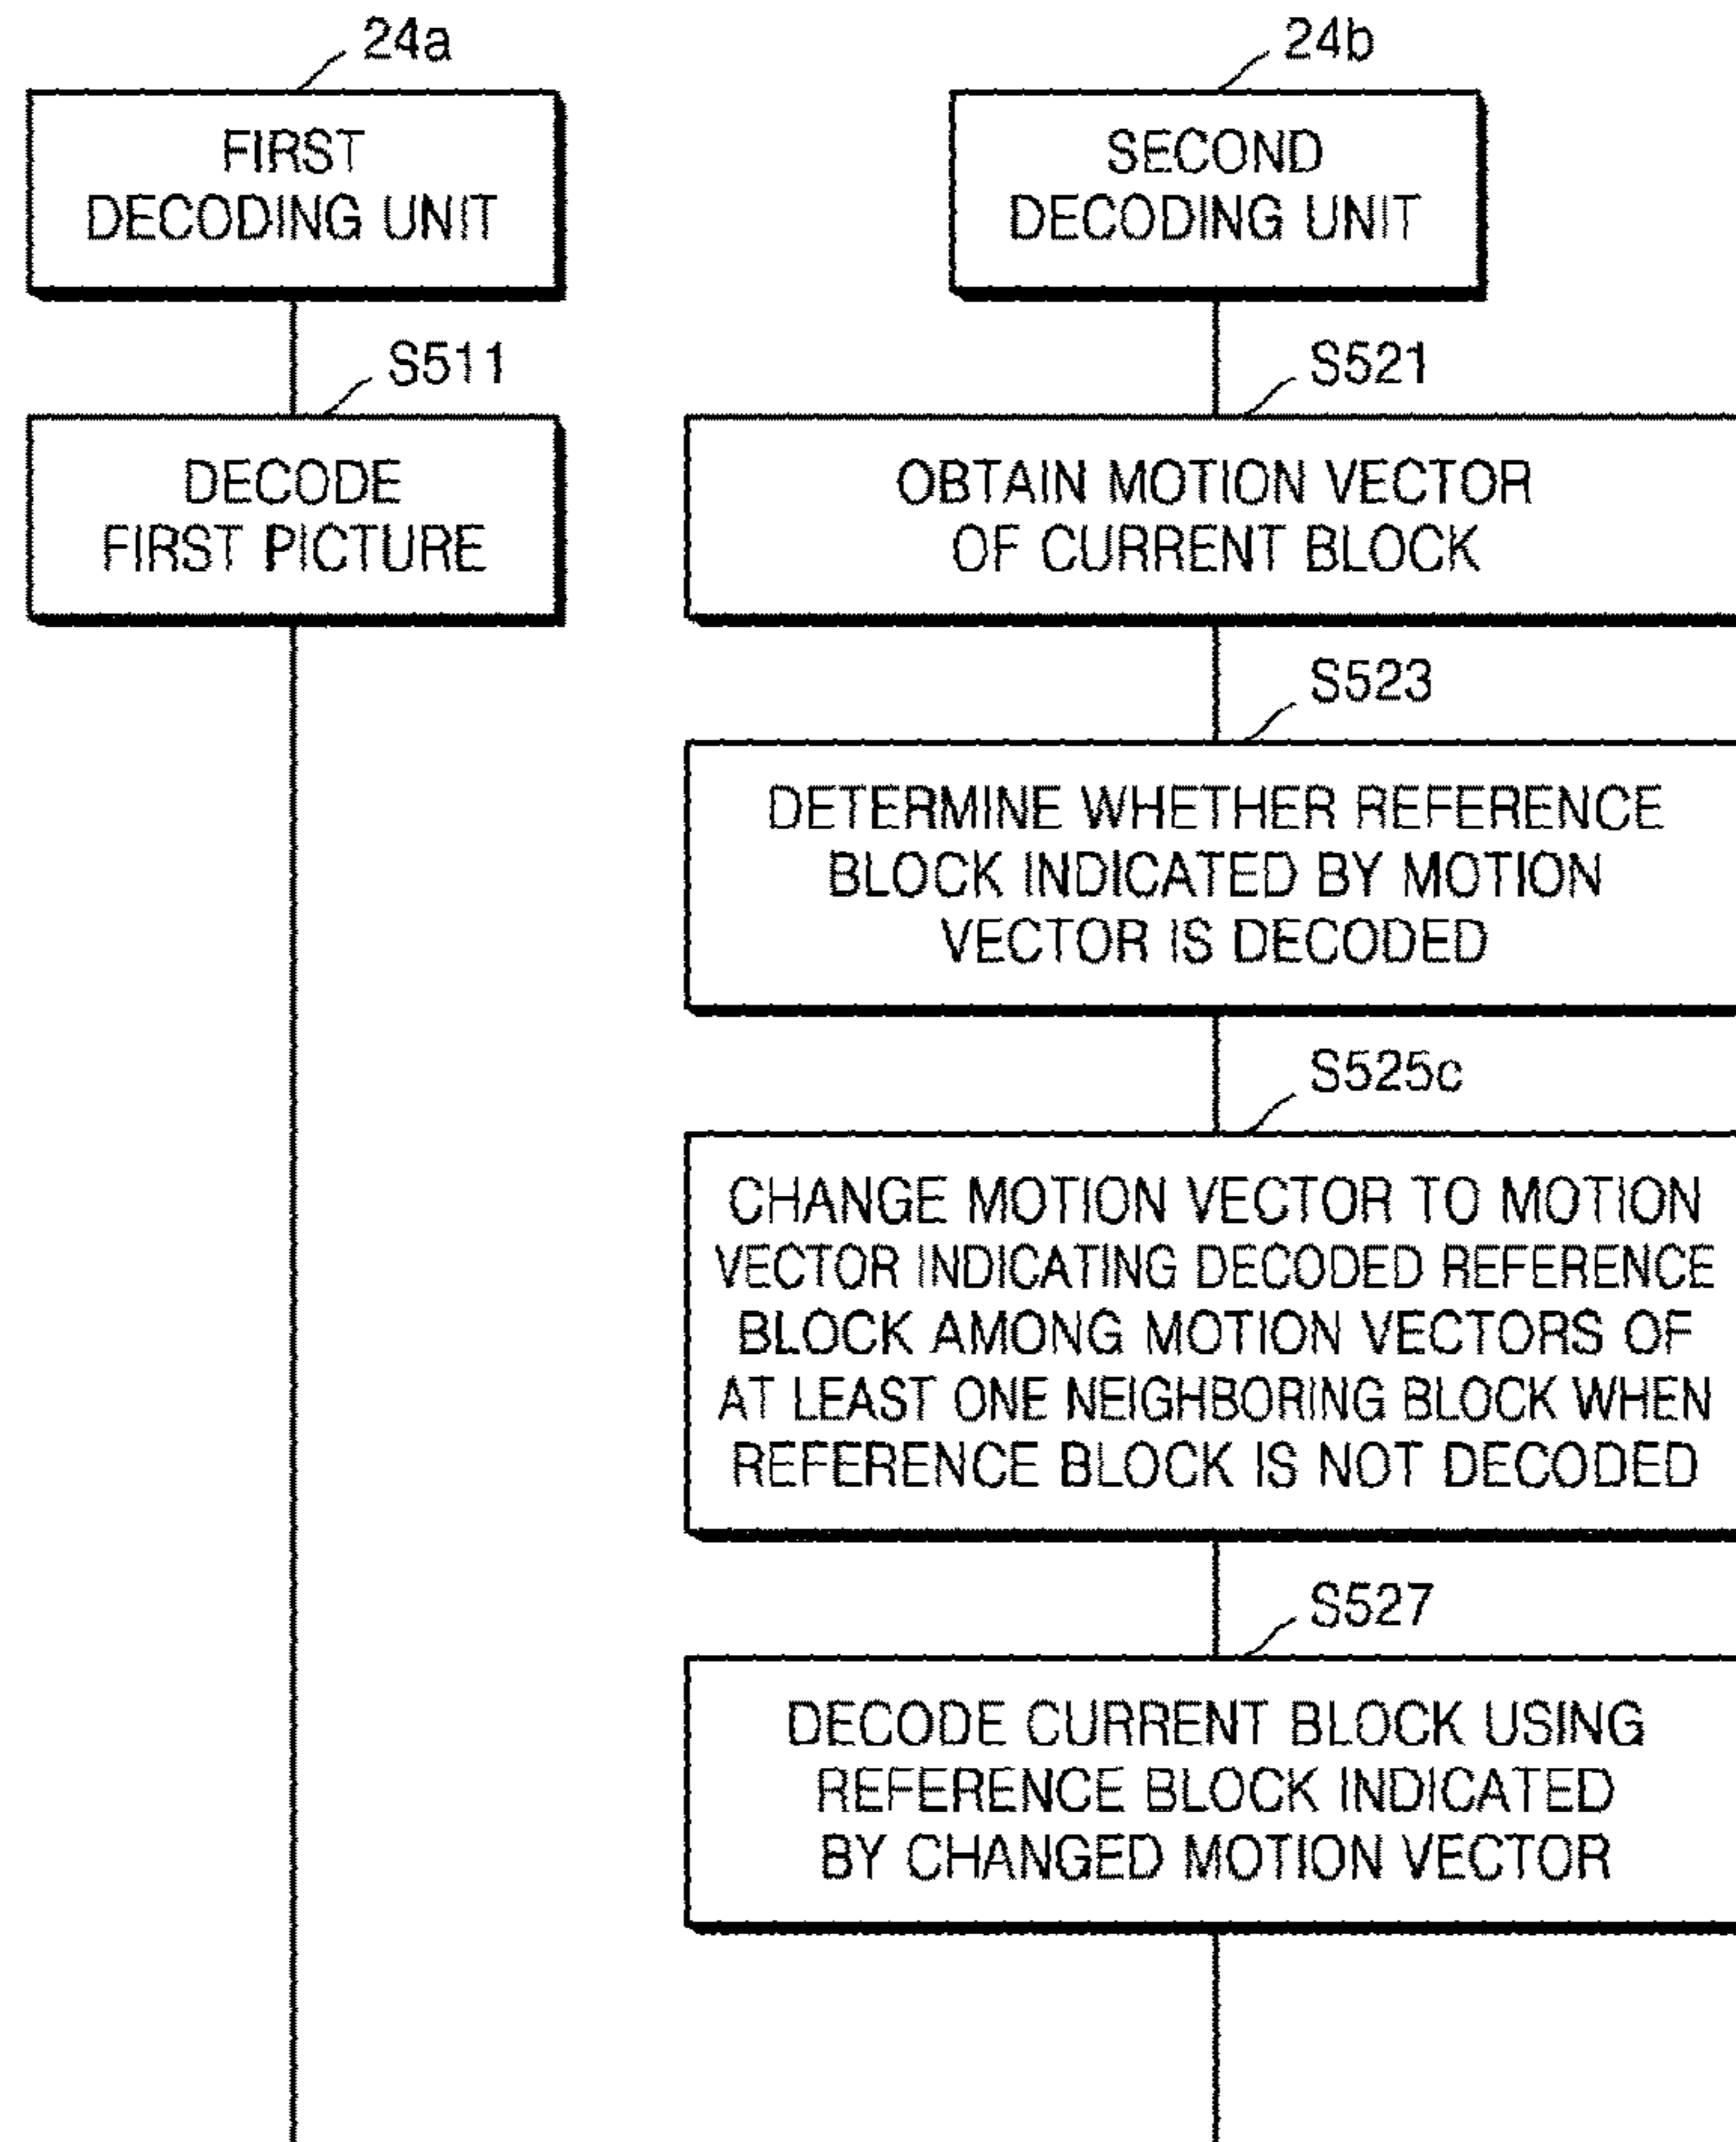 24a
FIRST
DECODING UNIT
24b
SECOND
DECODING UNIT
S511
DECODE
FIRST PICTURE
S521
OBTAIN MOTION VECTOR
OF CURRENT BLOCK
S523
DETERMINE WHETHER REFERENCE
BLOCK INDICATED BY MOTION
VECTOR IS DECODED
S525c
CHANGE MOTION VECTOR TO MOTION
VECTOR INDICATING DECODED REFERENCE
BLOCK AMONG MOTION VECTORS OF
AT LEAST ONE NEIGHBORING BLOCK WHEN
REFERENCE BLOCK IS NOT DECODED
S527
DECODE CURRENT BLOCK USING
REFERENCE BLOCK INDICATED
BY CHANGED MOTION VECTOR